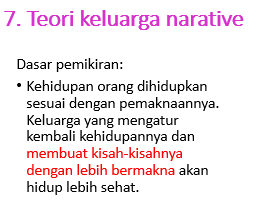 7. Teori keluarga narative
Dasar pemikiran:
• Kehidupan orang dihidupkan
sesuai dengan pemaknaannya.
Keluarga yang mengatur
kembali kehidupannya dan
membuat kisah-kisahnya
dengan lebih bermakna akan
hidup lebih sehat.